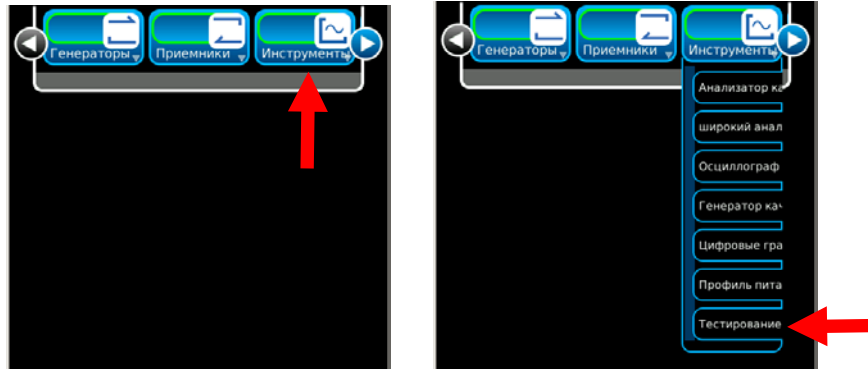 Генераторы Приемники Инструменты
Генераторы Приемники Инструменты
Анализатор ка
широкий анал
Осциллограф
Генератор кач
Цифровые гра
Профиль пита
Тестирование